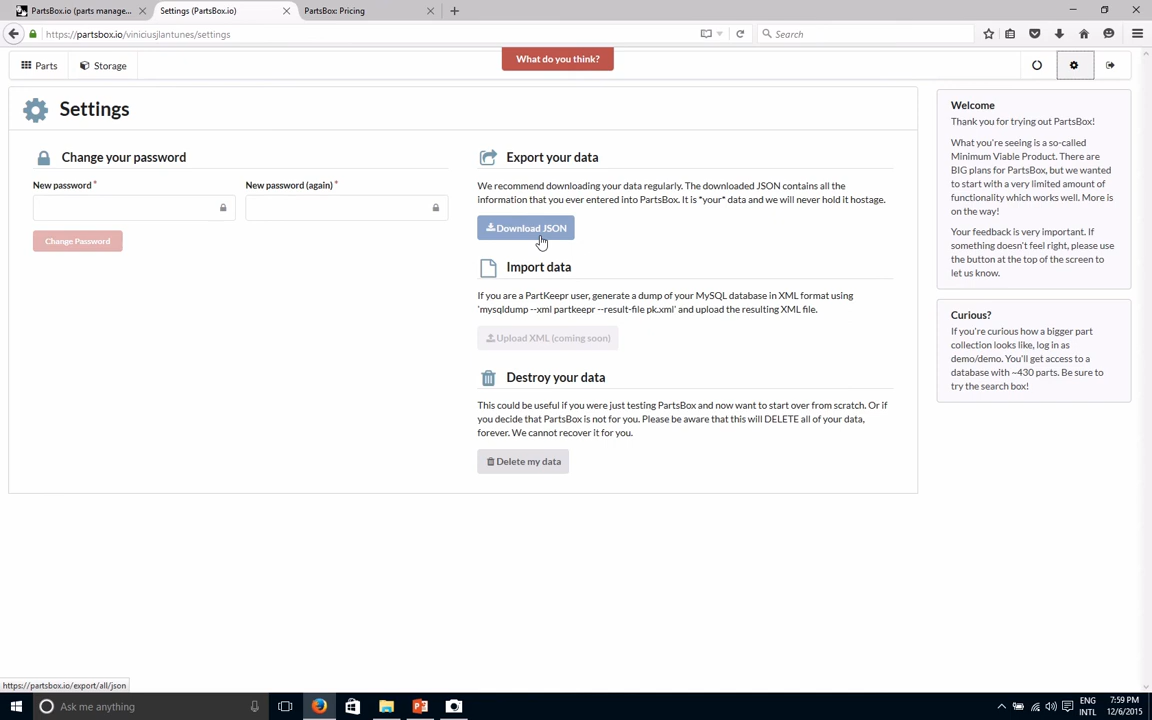 PartsBox.io (parts manage...
Settings (PartsBox.io)
PartsBox: Pricing
https://partsbox.io/viniciusjlantunes/settings
Search
Parts
Storage
What do you think?
Settings
Change your password
New password *
New password (again) *
Change Password
Export your data
We recommend downloading your data regularly. The downloaded JSON contains all the
information that you ever entered into PartsBox. It is *your* data and we will never hold it hostage.
Download JSON
Import data
If you are a PartKeepr user, generate a dump of your MySQL database in XML format using
'mysqldump --xml partkeepr --result-file pk.xml' and upload the resulting XML file.
Upload XML (coming soon)
Destroy your data
This could be useful if you were just testing PartsBox and now want to start over from scratch. Or if
you decide that PartsBox is not for you. Please be aware that this will DELETE all of your data,
forever. We cannot recover it for you.
Delete my data
Welcome
Thank you for trying out PartsBox!
What you're seeing is a so-called
Minimum Viable Product. There are
BIG plans for PartsBox, but we wanted
to start with a very limited amount of
functionality which works well. More is
on the way!
Your feedback is very important. If
something doesn't feel right, please use
the button at the top of the screen to
let us know.
Curious?
If you're curious how a bigger part
collection looks like, log in as
demo/demo. You'll get access to a
database with ~430 parts. Be sure to
try the search box!
https://partsbox.io/export/all/json
Ask me anything
ENG
INTL
7:59 PM
12/6/2015